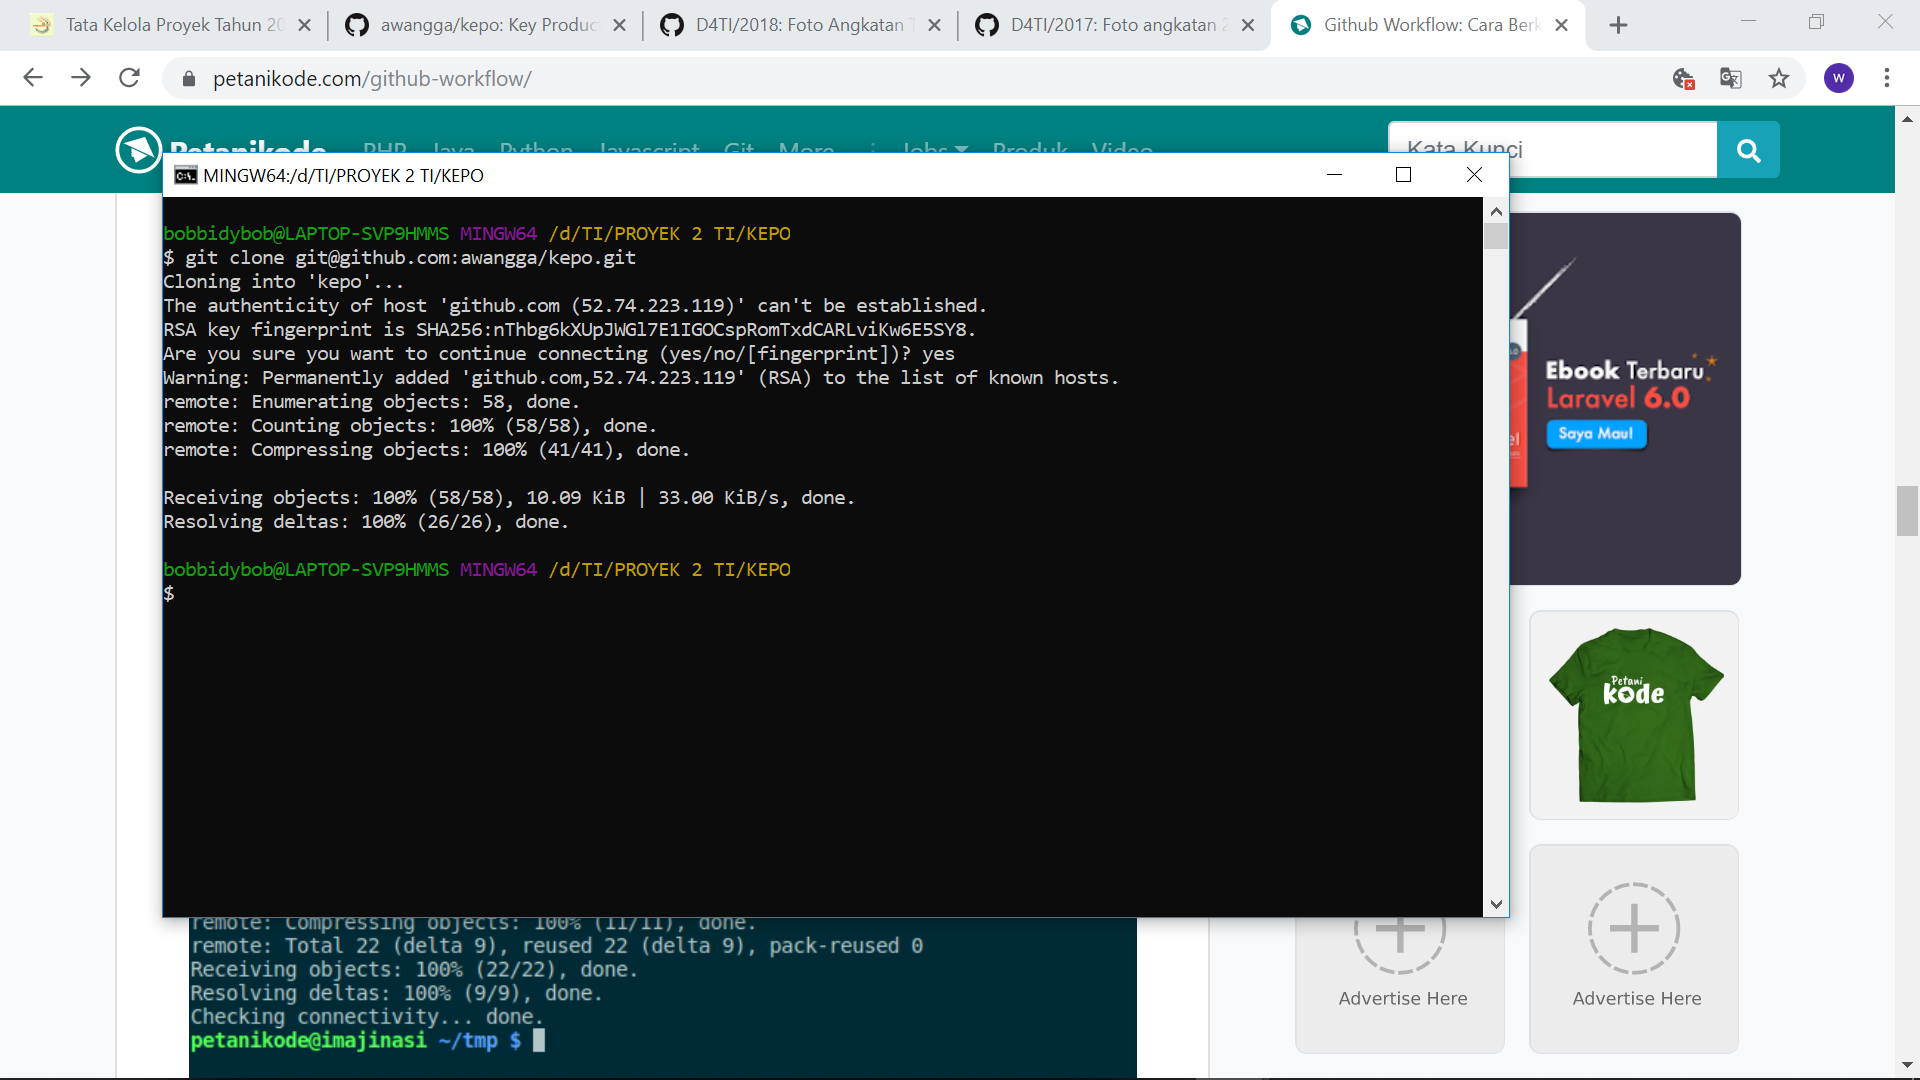 Tata Kelola Proyek Tahun 20
awangga/kepo: Key Produc
D4TI/2018: Foto Angkatan T
D4TI/2017: Foto angkatan 2
Github Workflow: Cara Berk
petanikode.com/github-workflow/
W
Petanikode PHP Java Python Javascript Git More Jobs Produk Video
Kata Kunci
MINGW64:/d/TI/PROYEK 2 TI/KEPO
bobbidybob@LAPTOP-SVP9HMMS MINGW64 /d/TI/PROYEK 2 TI/KEPO
$ git clone git@github.com:awangga/kepo.git
Cloning into 'kepo'...
The authenticity of host 'github.com (52.74.223.119)' can't be established.
RSA key fingerprint is SHA256:nThbg6kXUpJWGl7E1IGOCspRomTxdCARLviKw6E5SY8.
Are you sure you want to continue connecting (yes/no/[fingerprint])? yes
Warning: Permanently added 'github.com,52.74.223.119' (RSA) to the list of known hosts.
remote: Enumerating objects: 58, done.
remote: Counting objects: 100% (58/58), done.
remote: Compressing objects: 100% (41/41), done.
Receiving objects: 100% (58/58), 10.09 KiB | 33.00 KiB/s, done.
Resolving deltas: 100% (26/26), done.
bobbidybob@LAPTOP-SVP9HMMS MINGW64 /d/TI/PROYEK 2 TI/KEPO
$
Ebook Terbaru
Laravel 6.0
Saya Mau!
Petani
kode
remote: Compressing objects: 100% (11/11), done.
remote: Total 22 (delta 9), reused 22 (delta 9), pack-reused 0
Receiving objects: 100% (22/22), done.
Resolving deltas: 100% (9/9), done.
Checking connectivity... done.
petanikode@imajinasi ~/tmp $
Advertise Here
Advertise Here